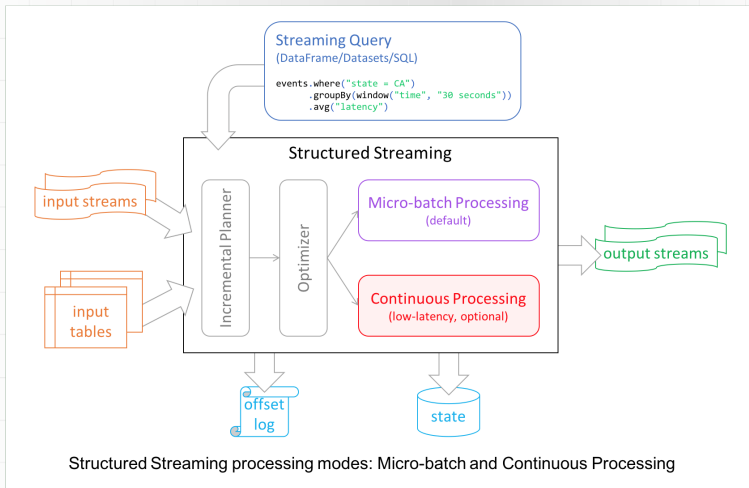 Streaming Query
(DataFrame/Datasets/SQL)
events.where("state = CA")
.groupBy(window("time", "30 seconds"))
.avg("latency")
Structured Streaming
input streams
input
tables
Incremental Planner
Optimizer
Micro-batch Processing
(default)
Continuous Processing
(low-latency, optional)
output streams
offset
log
state
Structured Streaming processing modes: Micro-batch and Continuous Processing